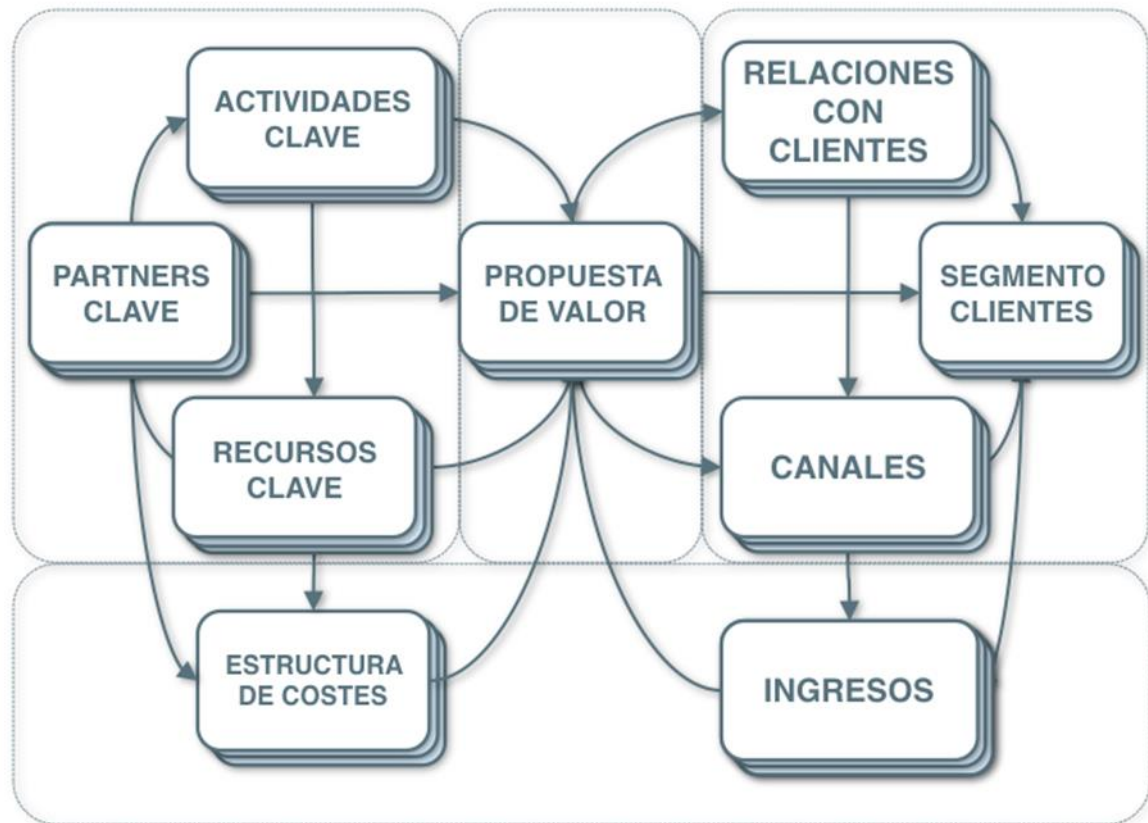 ACTIVIDADES
CLAVE
RELACIONES
CON
CLIENTES
PARTNERS
CLAVE
PROPUESTA
DE VALOR
SEGMENTO
CLIENTES
RECURSOS
CLAVE
CANALES
ESTRUCTURA
DE COSTES
INGRESOS